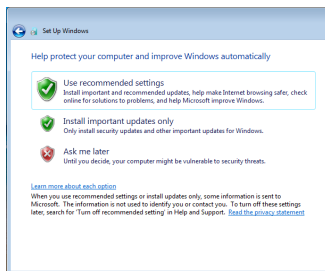 Set Up Windows
Help protect your computer and improve Windows automatically
Use recommended settings
Install important and recommended updates, help make Internet browsing safer, check
online for solutions to problems, and help Microsoft improve Windows.
Install important updates only
Only install security updates and other important updates for Windows.
Ask me later
Until you decide, your computer might be vulnerable to security threats.
Learn more about each option
When you use recommended settings or install updates only, some information is sent to
Microsoft. The information is not used to identify you or contact you. To turn off these settings
later, search for 'Turn off recommended setting' in Help and Support. Read the privacy statement